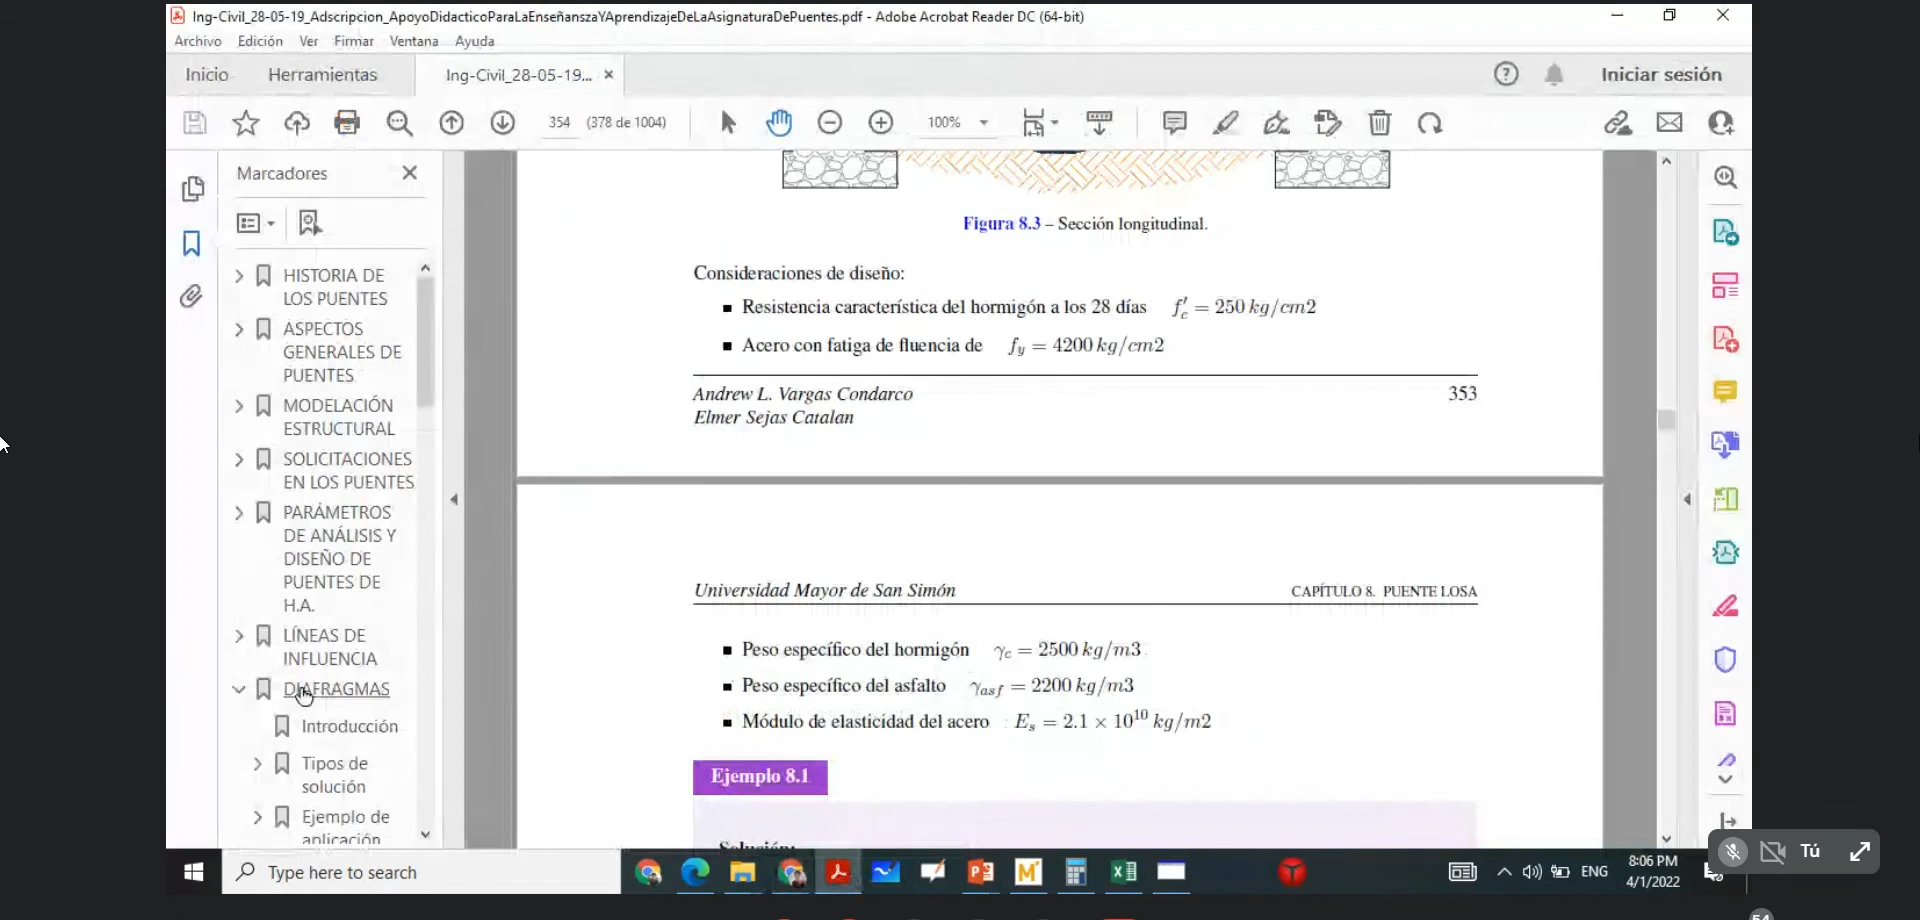 Ing-Civil_28-05-19_Adscripcion_ApoyoDidacticoParaLaEnseñanszaYAprendizajeDeLaAsignaturaDePuentes.pdf - Adobe Acrobat Reader DC (64-bit)
Archivo Edición Ver Firmar Ventana Ayuda
Inicio Herramientas Ing-Civil_28-05-19... × Iniciar sesión
354 (378 de 1004) 100%
Marcadores
HISTORIA DE
LOS PUENTES
ASPECTOS
GENERALES DE
PUENTES
MODELACIÓN
ESTRUCTURAL
SOLICITACIONES
EN LOS PUENTES
PARÁMETROS
DE ANÁLISIS Y
DISEÑO DE
PUENTES DE
H.A.
LÍNEAS DE
INFLUENCIA
DIAFRAGMAS
Introducción
Tipos de
solución
Ejemplo de
aplicación
Figura 8.3 – Sección longitudinal.
Consideraciones de diseño:
▪ Resistencia característica del hormigón a los 28 días f′c = 250 kg/cm2
▪ Acero con fatiga de fluencia de fy = 4200 kg/cm2
Andrew L. Vargas Condarco 353
Elmer Sejas Catalan
Universidad Mayor de San Simón CAPÍTULO 8. PUENTE LOSA
▪ Peso específico del hormigón γc = 2500 kg/m3
▪ Peso específico del asfalto γasf = 2200 kg/m3
▪ Módulo de elasticidad del acero Es = 2.1 × 10^10 kg/m2
Ejemplo 8.1
Solución:
Tú
Type here to search
ENG
8:06 PM
4/1/2022
54